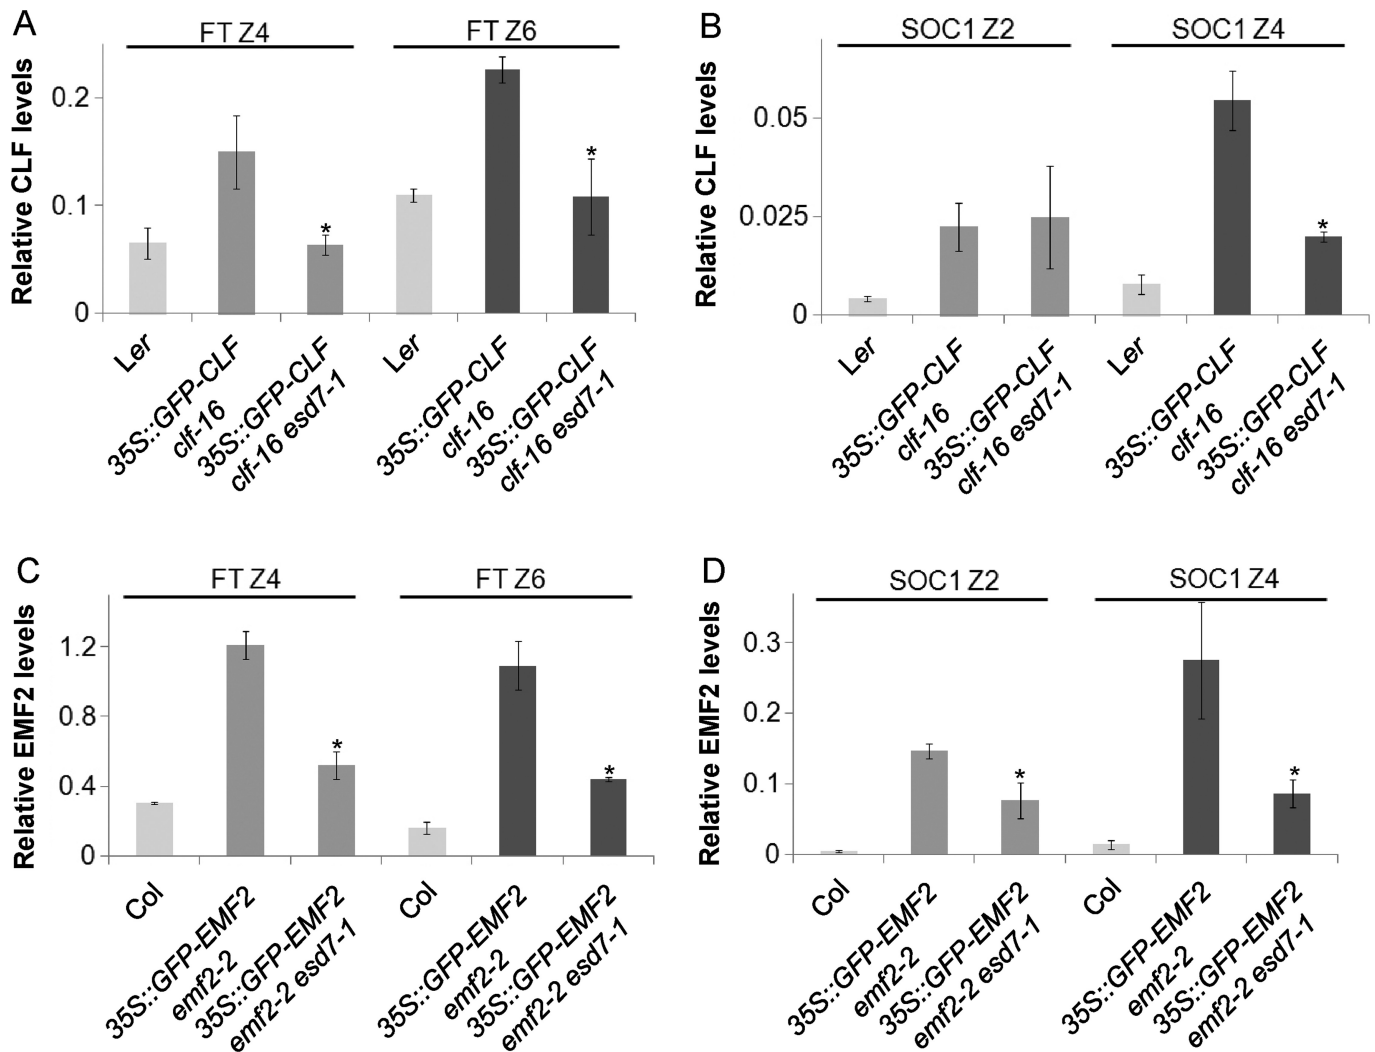 A
FT Z4
FT Z6
Relative CLF levels
0.2
0.1
0
Ler
35S::GFP-CLF
clf-16
35S::GFP-CLF
clf-16 esd7-1
Ler
35S::GFP-CLF
clf-16
35S::GFP-CLF
clf-16 esd7-1
*
*
B
SOC1 Z2
SOC1 Z4
Relative CLF levels
0.05
0.025
0
Ler
35S::GFP-CLF
clf-16
35S::GFP-CLF
clf-16 esd7-1
Ler
35S::GFP-CLF
clf-16
35S::GFP-CLF
clf-16 esd7-1
*
C
FT Z4
FT Z6
Relative EMF2 levels
1.2
0.8
0.4
0
Col
35S::GFP-EMF2
emf2-2
35S::GFP-EMF2
emf2-2 esd7-1
Col
35S::GFP-EMF2
emf2-2
35S::GFP-EMF2
emf2-2 esd7-1
*
*
D
SOC1 Z2
SOC1 Z4
Relative EMF2 levels
0.3
0.2
0.1
0
Col
35S::GFP-EMF2
emf2-2
35S::GFP-EMF2
emf2-2 esd7-1
Col
35S::GFP-EMF2
emf2-2
35S::GFP-EMF2
emf2-2 esd7-1
*
*